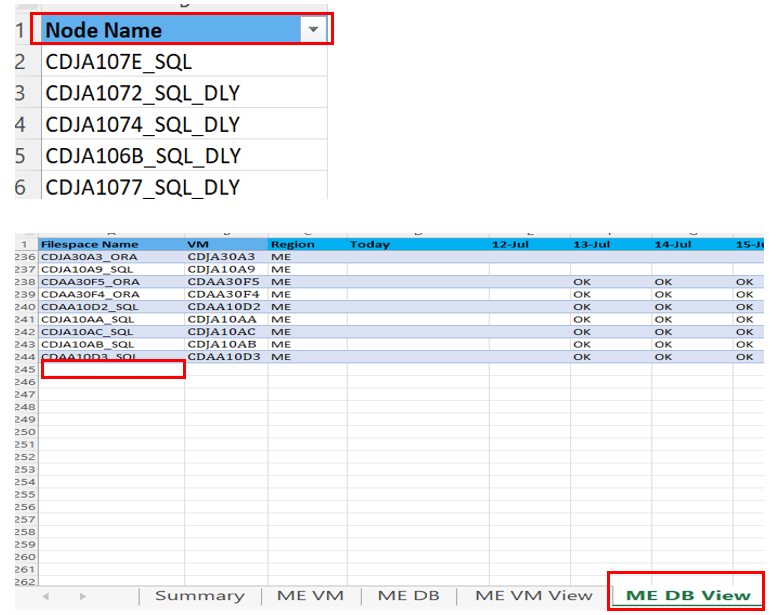 1 Node Name
2 CDJA107E_SQL
3 CDJA1072_SQL_DLY
4 CDJA1074_SQL_DLY
5 CDJA106B_SQL_DLY
6 CDJA1077_SQL_DLY
1 Filespace Name VM Region Today 12-Jul 13-Jul 14-Jul 15-J
236 CDJA30A3_ORA CDJA30A3 ME
237 CDJA10A9_SQL CDJA10A9 ME
238 CDAA30F5_ORA CDAA30F5 ME OK OK OK
239 CDAA30F4_ORA CDAA30F4 ME OK OK OK
240 CDAA10D2_SQL CDAA10D2 ME OK OK OK
241 CDJA10AA_SQL CDJA10AA ME OK OK OK
242 CDJA10AC_SQL CDJA10AC ME OK OK OK
243 CDJA10AB_SQL CDJA10AB ME OK OK OK
244 CDAA10D3_SQL CDAA10D3 ME OK OK OK
245
246
247
248
249
250
251
252
253
254
255
256
257
258
259
260
261
262
Summary ME VM ME DB ME VM View ME DB View